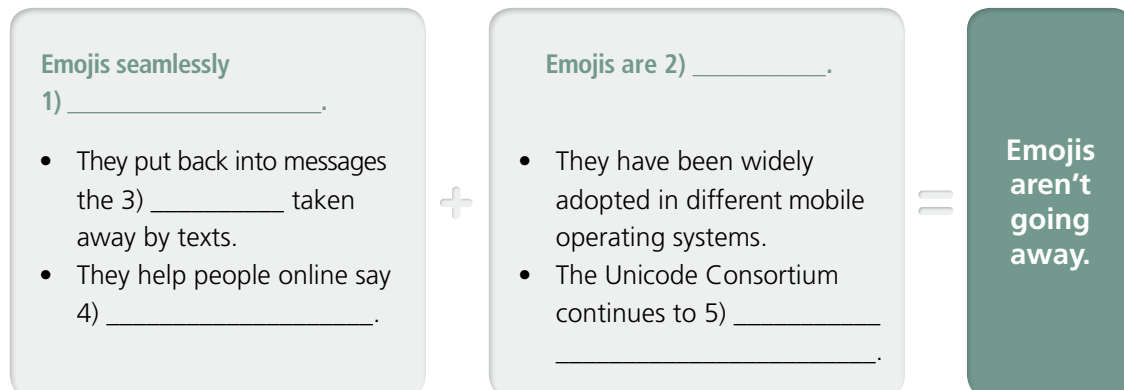 Emojis seamlessly
1) ___________________.
• They put back into messages
the 3) __________ taken
away by texts.
• They help people online say
4) ____________________.
+
Emojis are 2) __________.
• They have been widely
adopted in different mobile
operating systems.
• The Unicode Consortium
continues to 5) ___________
________________________.
=
Emojis
aren't
going
away.